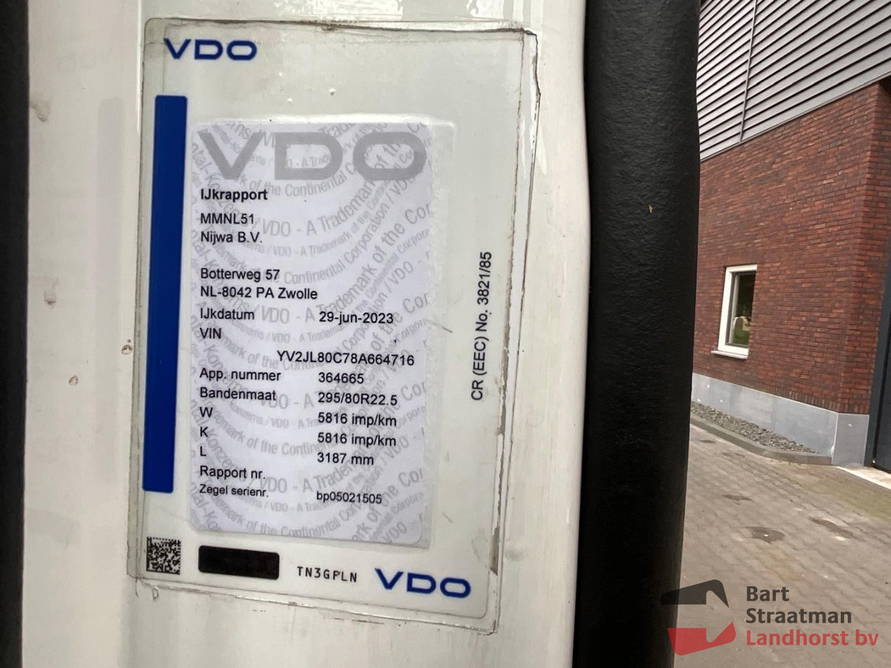 VDO
VDO
IJkrapport
MMNL51
Nijwa B.V.
Botterweg 57
NL-8042 PA Zwolle
IJkdatum 29-jun-2023
VIN
YV2JL80C78A664716
App. nummer 364665
Bandenmaat 295/80R22.5
W 5816 imp/km
K 5816 imp/km
L 3187 mm
Rapport nr.
Zegel serienr. bp05021505
CR (EEC) No. 3821/85
TN3GPLN
VDO
Bart
Straatman
Landhorst bv